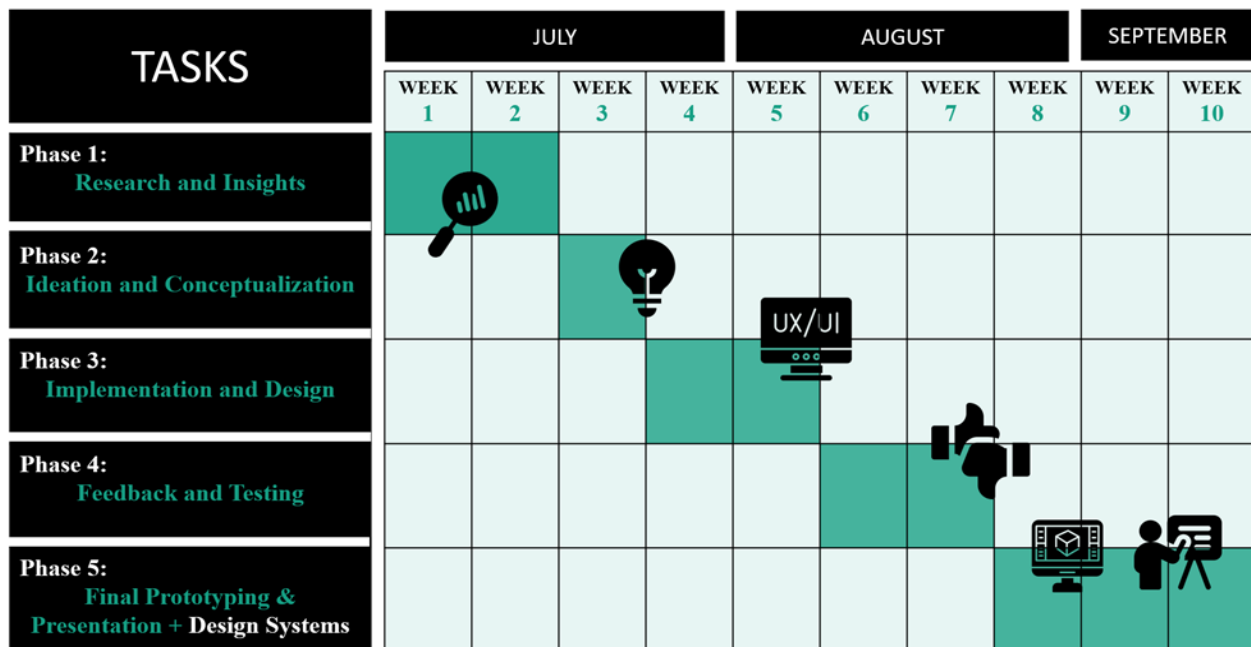 TASKS
JULY
AUGUST
SEPTEMBER
WEEK
1
WEEK
2
WEEK
3
WEEK
4
WEEK
5
WEEK
6
WEEK
7
WEEK
8
WEEK
9
WEEK
10
Phase 1:
Research and Insights
Phase 2:
Ideation and Conceptualization
UX/UI
Phase 3:
Implementation and Design
Phase 4:
Feedback and Testing
Phase 5:
Final Prototyping &
Presentation + Design Systems